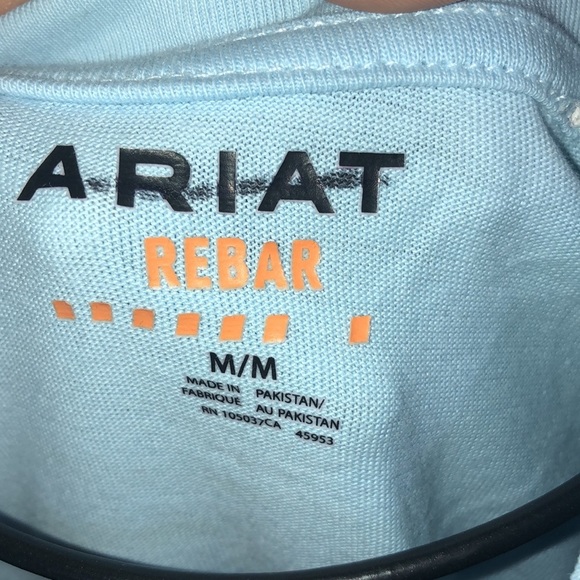 ARIAT
REBAR
M/M
MADE IN PAKISTAN/
FABRIQUE AU PAKISTAN
RN 105037CA 45953